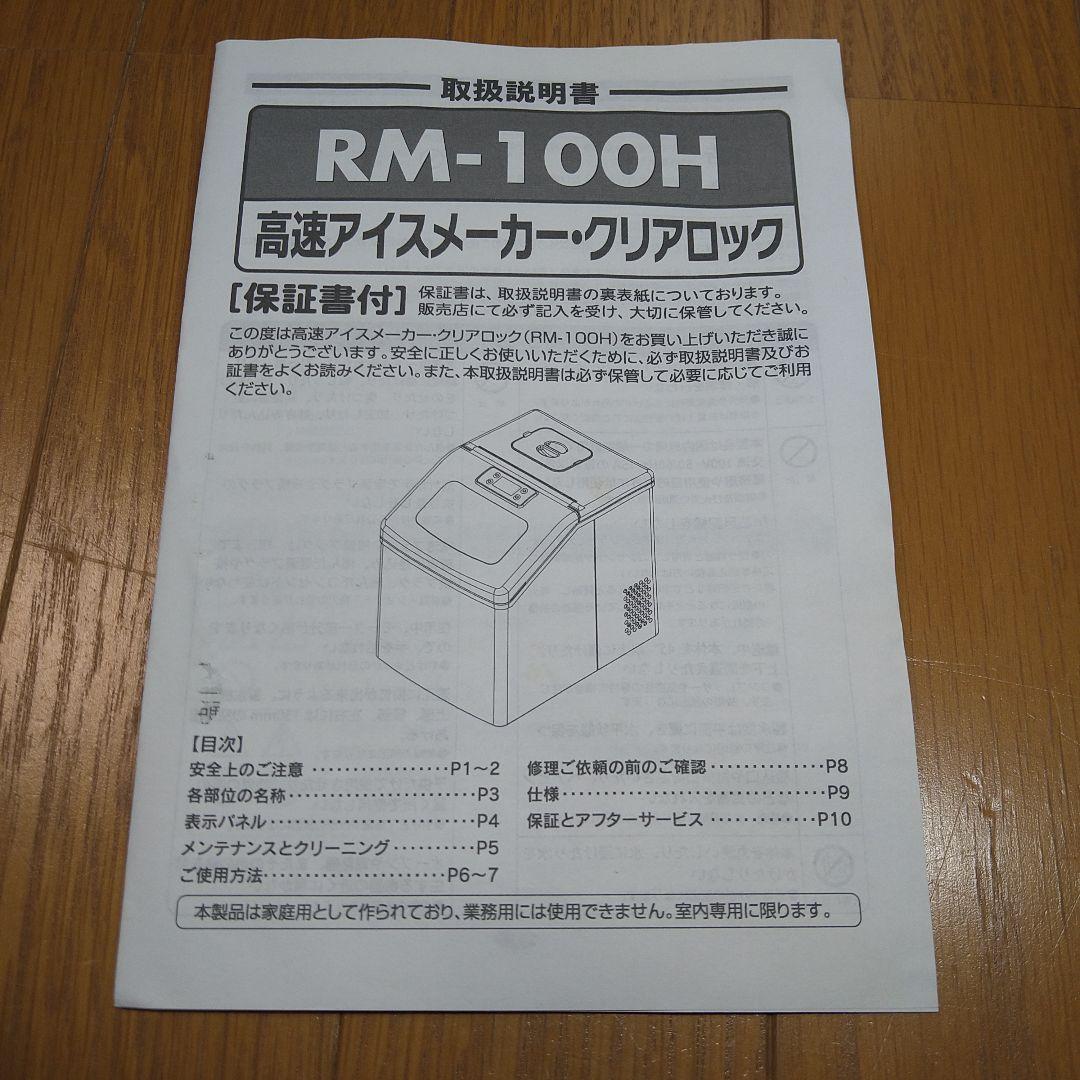 取扱説明書
RM-100H
高速アイスメーカー・クリアロック
[保証書付]
保証書は、取扱説明書の裏表紙についております。
販売店にて必ず記入を受け、大切に保管してください。
この度は高速アイスメーカー・クリアロック(RM-100H)をお買い上げいただき誠に
ありがとうございます。安全に正しくお使いいただくために、必ず取扱説明書及びお
証書をよくお読みください。また、本取扱説明書は必ず保管して必要に応じてご利用
ください。
【目次】
安全上のご注意 ·················P1～2
各部位の名称·······················P3
表示パネル·························P4
メンテナンスとクリーニング··········P5
ご使用方法······················P6～7
修理ご依頼の前のご確認 ··············P8
仕様································P9
保証とアフターサービス ·············P10
本製品は家庭用として作られており、業務用には使用できません。室内専用に限ります。